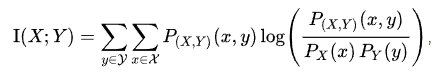 I(X;Y) = ∑_{y∈𝒴} ∑_{x∈𝒳} P_{(X,Y)}(x,y) log( P_{(X,Y)}(x,y) / (P_X(x) P_Y(y)) ),